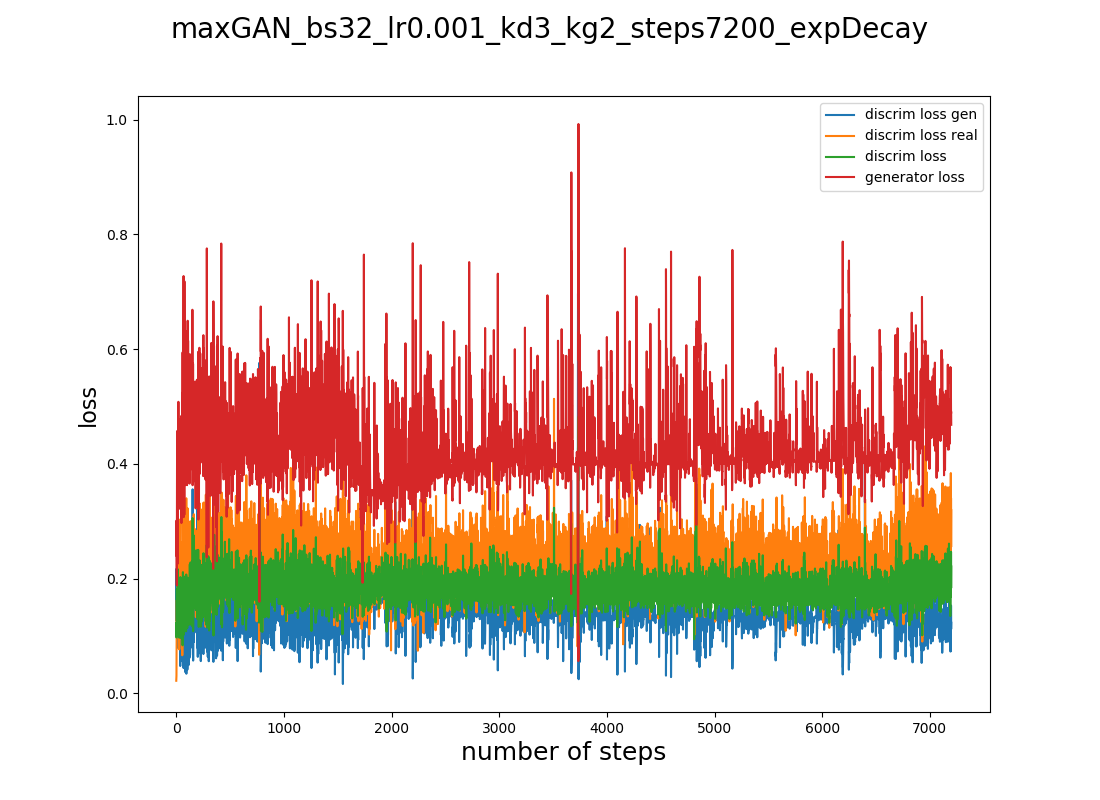 maxGAN_bs32_lr0.001_kd3_kg2_steps7200_expDecay
discrim loss gen
discrim loss real
discrim loss
generator loss
1.0
0.8
0.6
0.4
0.2
0.0
loss
0 1000 2000 3000 4000 5000 6000 7000
number of steps